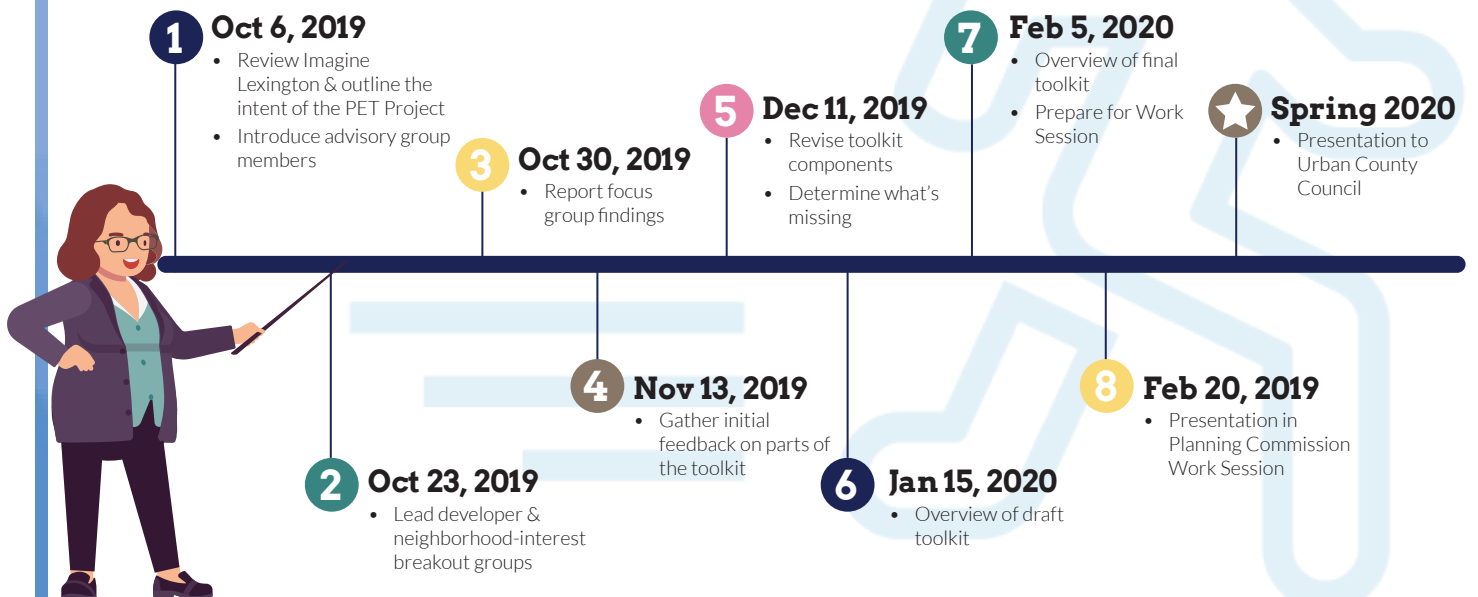 1
Oct 6, 2019
• Review Imagine
Lexington & outline the
intent of the PET Project
• Introduce advisory group
members
2
Oct 23, 2019
• Lead developer &
neighborhood-interest
breakout groups
3
Oct 30, 2019
• Report focus
group findings
4
Nov 13, 2019
• Gather initial
feedback on parts of
the toolkit
5
Dec 11, 2019
• Revise toolkit
components
• Determine what's
missing
6
Jan 15, 2020
• Overview of draft
toolkit
7
Feb 5, 2020
• Overview of final
toolkit
• Prepare for Work
Session
8
Feb 20, 2019
• Presentation in
Planning Commission
Work Session
Spring 2020
• Presentation to
Urban County
Council